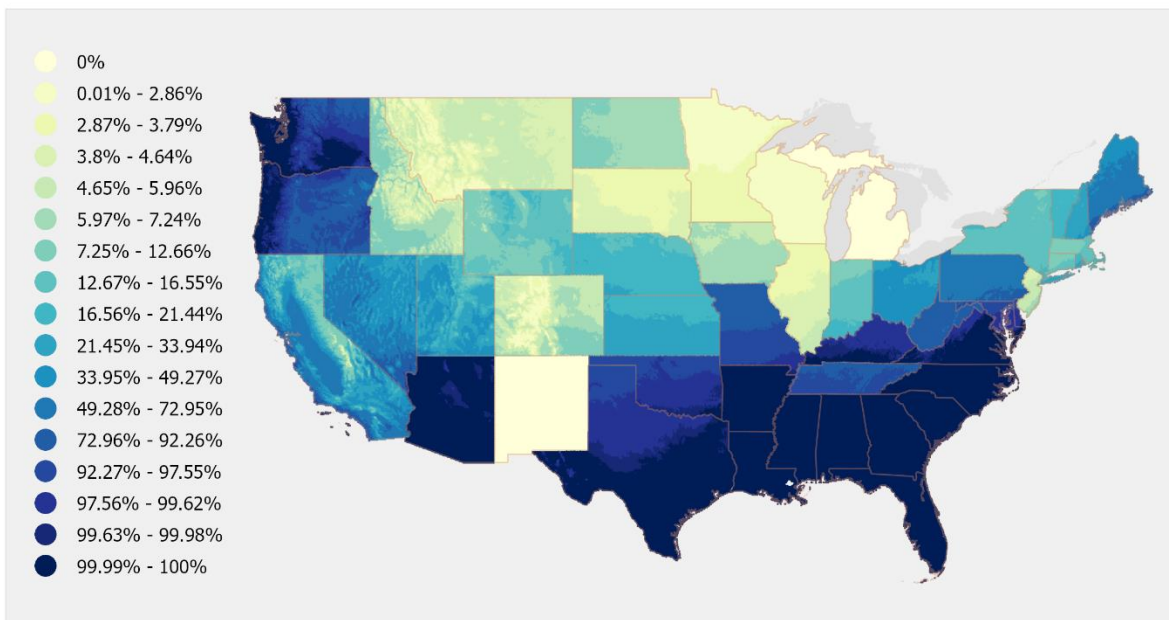 0%
0.01% - 2.86%
2.87% - 3.79%
3.8% - 4.64%
4.65% - 5.96%
5.97% - 7.24%
7.25% - 12.66%
12.67% - 16.55%
16.56% - 21.44%
21.45% - 33.94%
33.95% - 49.27%
49.28% - 72.95%
72.96% - 92.26%
92.27% - 97.55%
97.56% - 99.62%
99.63% - 99.98%
99.99% - 100%